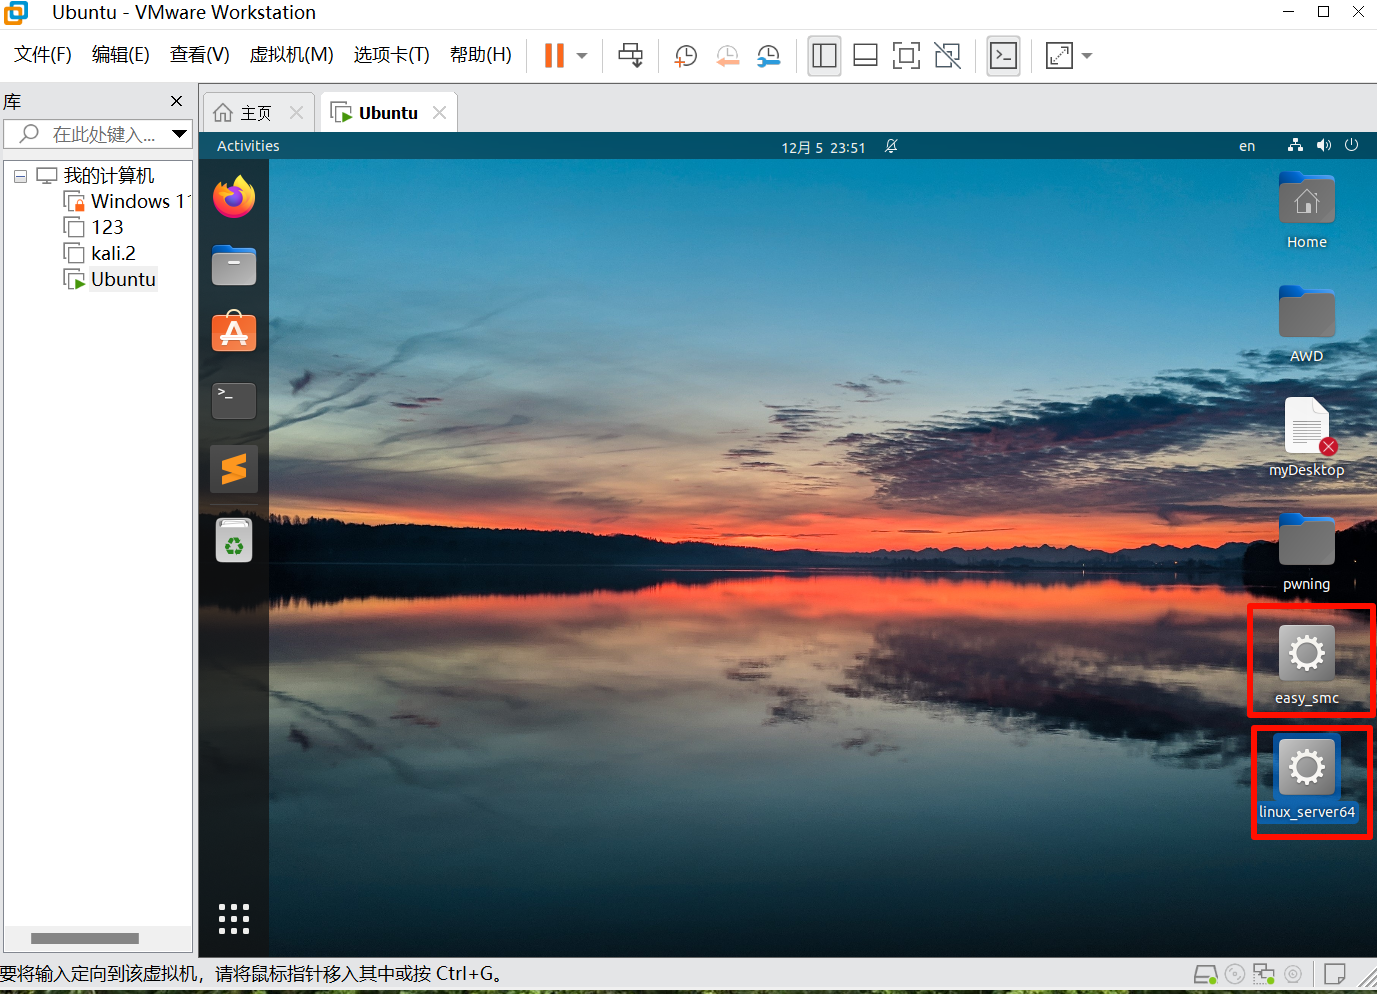 Ubuntu - VMware Workstation
文件(F) 编辑(E) 查看(V) 虚拟机(M) 选项卡(T) 帮助(H)
库
主页
Ubuntu
在此处键入...
Activities
12月 5 23:51
en
我的计算机
Windows 1
123
kali.2
Ubuntu
Home
AWD
myDesktop
pwning
easy_smc
linux_server64
要将输入定向到该虚拟机，请将鼠标指针移入其中或按 Ctrl+G。